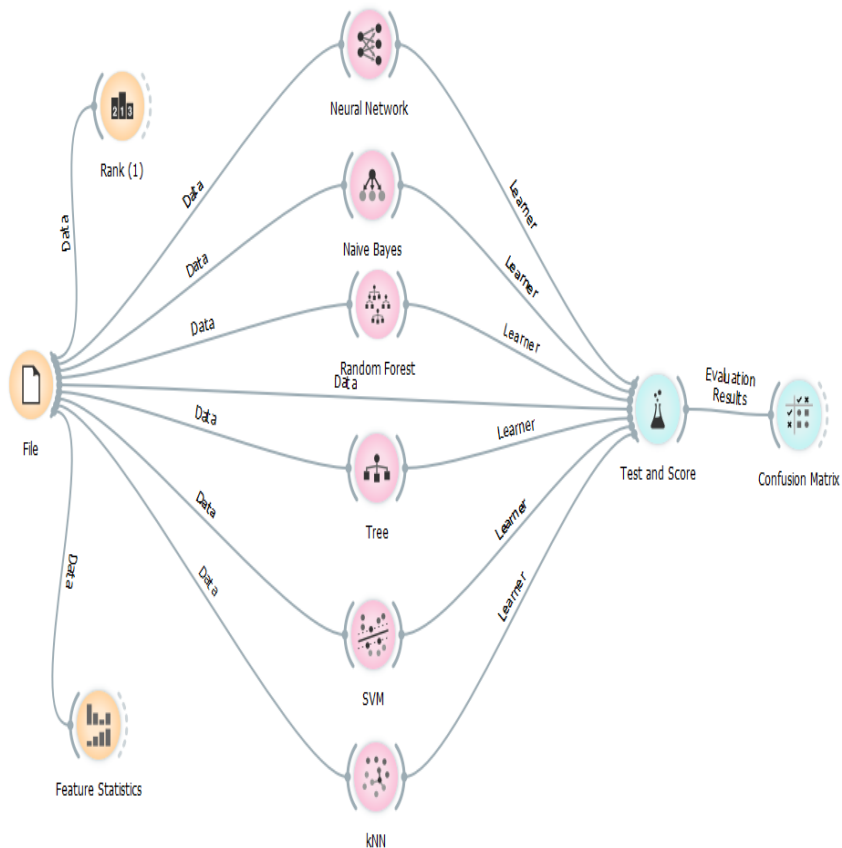 Neural Network
Rank (1)
Data
Learner
Data
Naive Bayes
Data
Learner
Data
Random Forest
Learner
Data
File
Evaluation
Results
Test and Score
Confusion Matrix
Data
Learner
Tree
Data
Learner
Data
SVM
Data
Learner
Feature Statistics
kNN